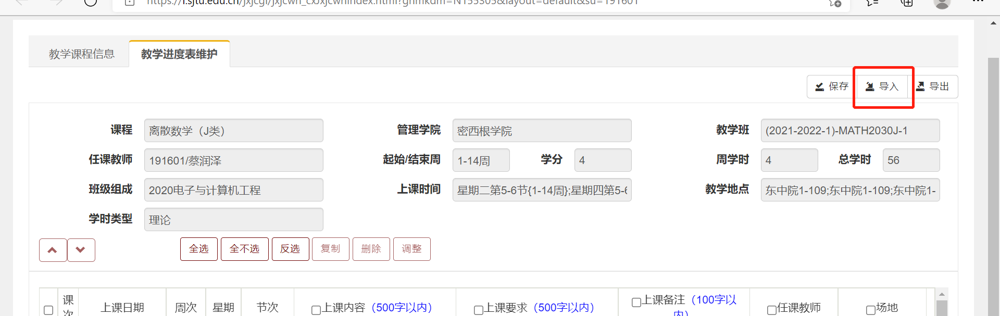 https://i.sjtu.edu.cn/jxjcgl/jxjcwh_cxJxjcwhIndex.html?gnmkdm=N155305&layout=default&su=191601
教学课程信息 教学进度表维护
保存 导入 导出
课程 离散数学（J类） 管理学院 密西根学院 教学班 (2021-2022-1)-MATH2030J-1
任课教师 191601/蔡润泽 起始/结束周 1-14周 学分 4 周学时 4 总学时 56
班级组成 2020电子与计算机工程 上课时间 星期二第5-6节{1-14周};星期四第5-6 教学地点 东中院1-109;东中院1-109;东中院1-
学时类型 理论
全选 全不选 反选 复制 删除 调整
课次 上课日期 周次 星期 节次 上课内容（500字以内） 上课要求（500字以内） 上课备注（100字以内） 任课教师 场地